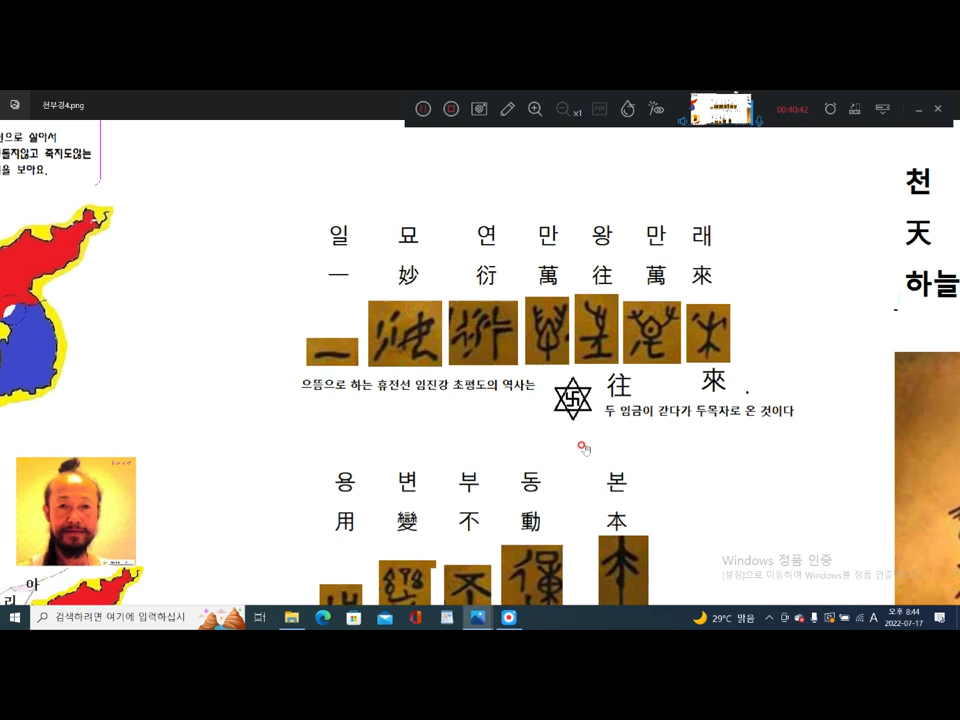 천부경4.png
x1
00:40:42
원으로 살아서
병들지않고 죽지도않는
을 보아요.
천
天
하늘
일 묘 연 만 왕 만 래
一 妙 衍 萬 往 萬 來
으뜸으로 하는 휴전선 임진강 초평도의 역사는
往 來 .
두 임금이 갇다가 두목자로 온 것이다
용 변 부 동 본
用 變 不 動 本
아
리
Windows 정품 인증
[설정]으로 이동하여 Windows를 정품 인증
검색하려면 여기에 입력하십시
29°C 맑음
A
오후 8:44
2022-07-17